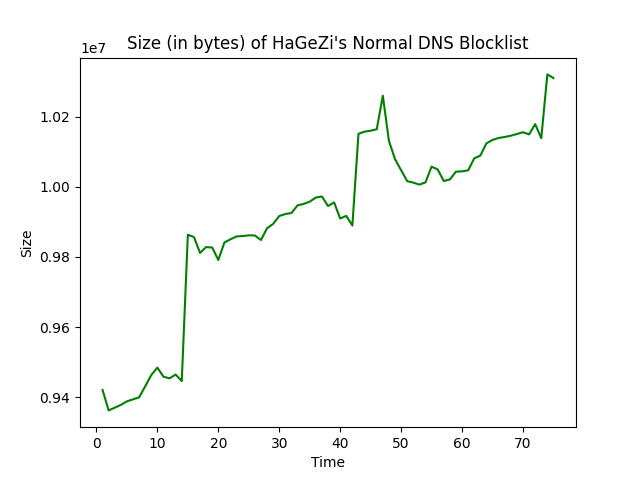 Size (in bytes) of HaGeZi's Normal DNS Blocklist
1e7
1.02
1.00
0.98
0.96
0.94
Size
0 10 20 30 40 50 60 70
Time